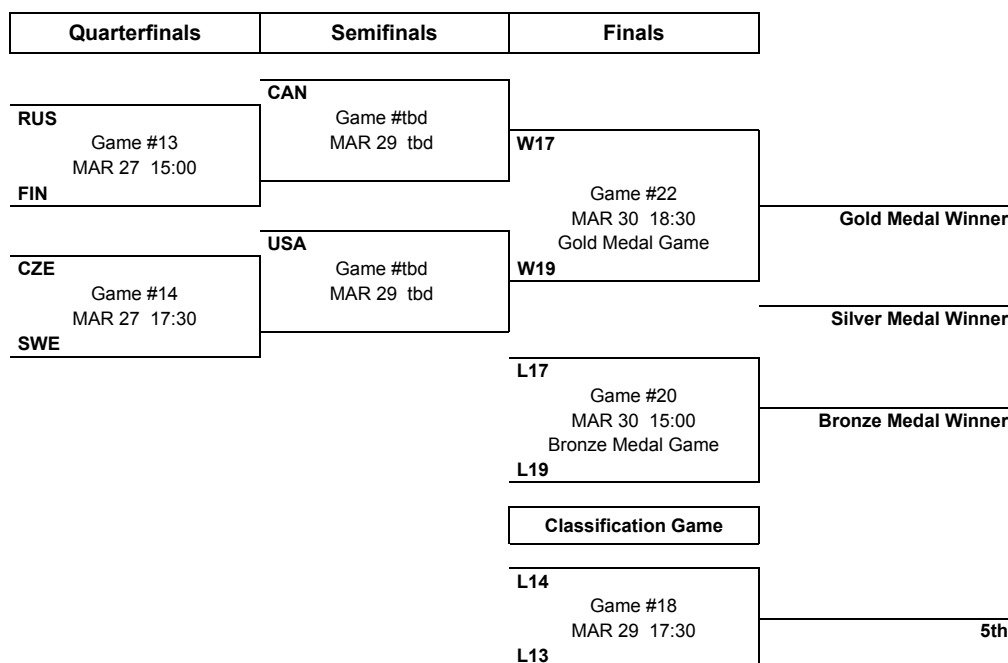 Quarterfinals
Semifinals
Finals
CAN
Game #tbd
MAR 29 tbd
RUS
Game #13
MAR 27 15:00
FIN
W17
Game #22
MAR 30 18:30
Gold Medal Game
W19
Gold Medal Winner
USA
Game #tbd
MAR 29 tbd
CZE
Game #14
MAR 27 17:30
SWE
Silver Medal Winner
L17
Game #20
MAR 30 15:00
Bronze Medal Game
L19
Bronze Medal Winner
Classification Game
L14
Game #18
MAR 29 17:30
L13
5th